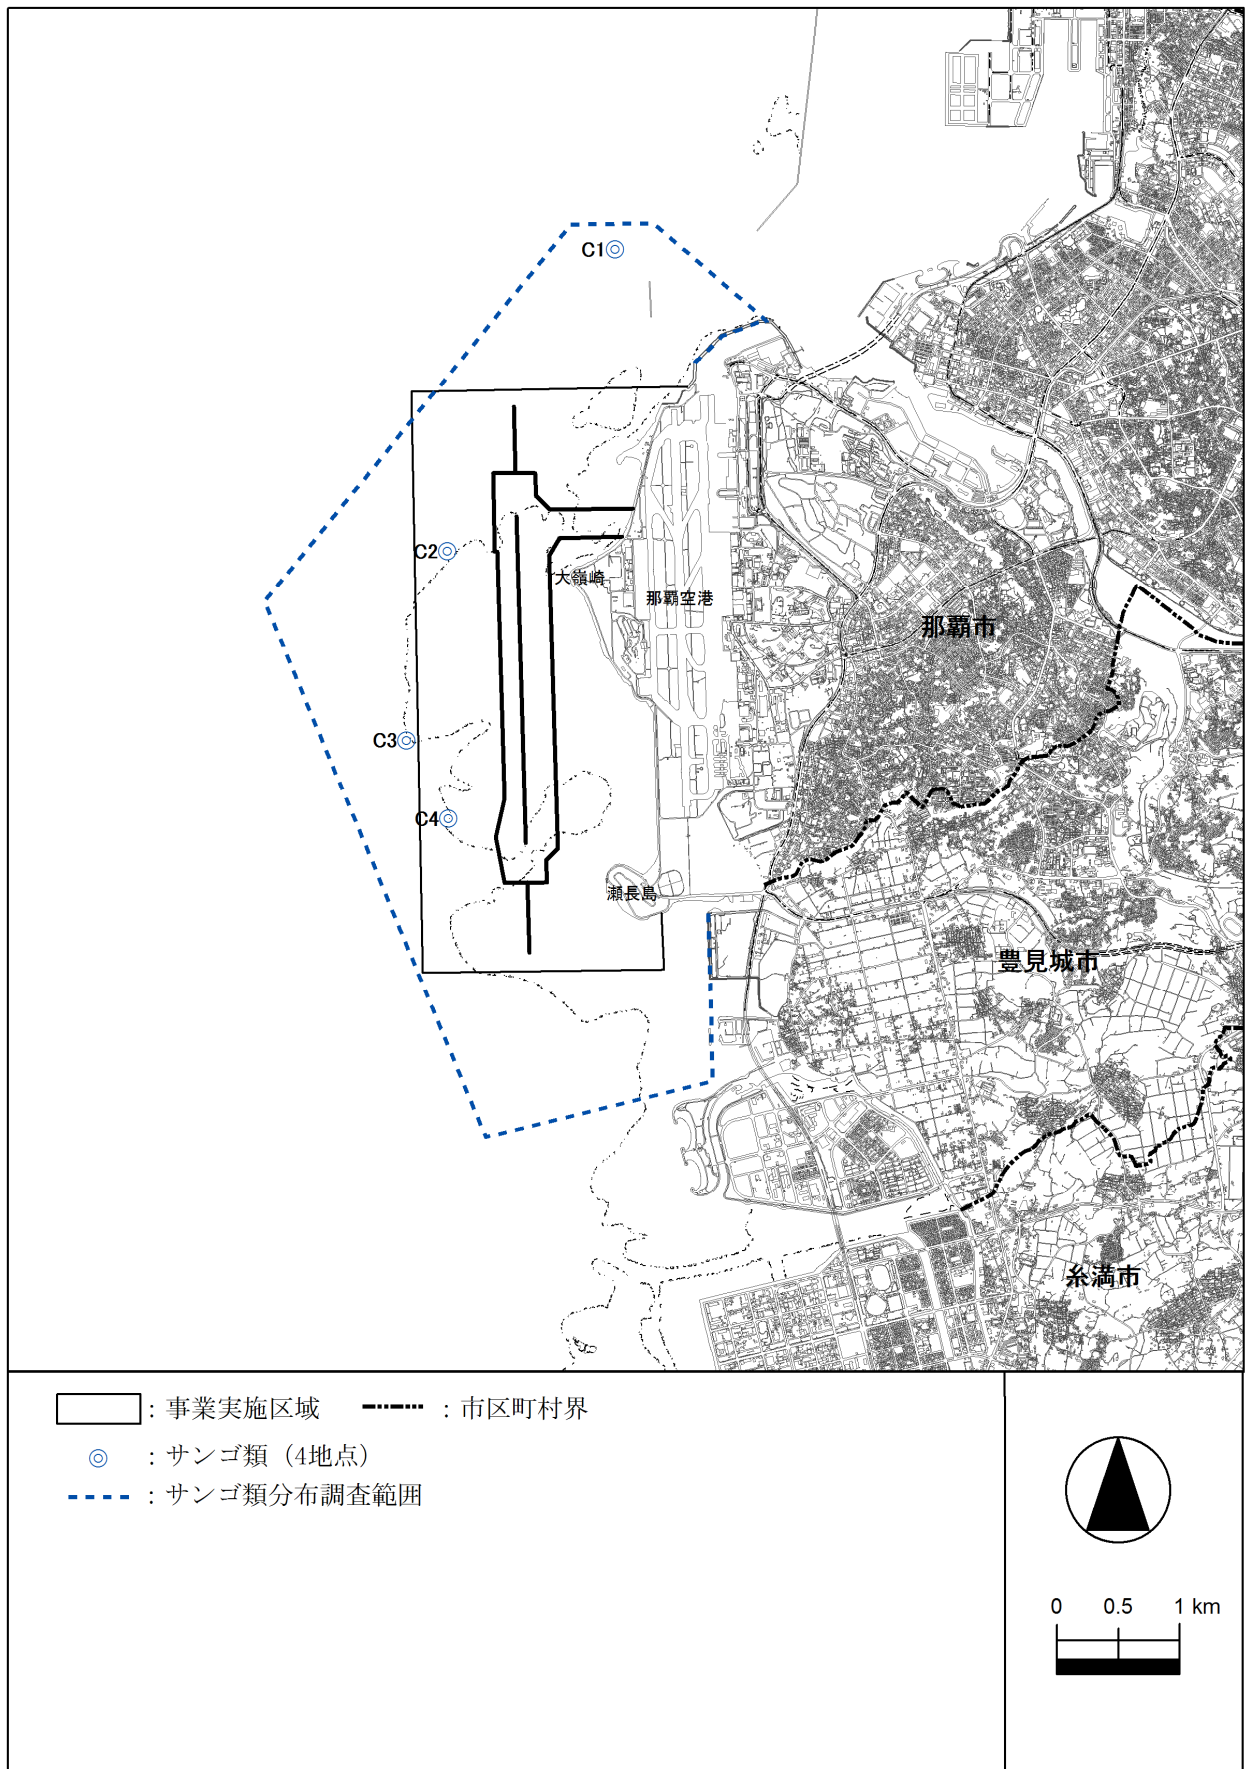 C1◎
C2◎
大嶺崎
那覇空港
那覇市
C3◎
C4◎
瀬長島
豊見城市
糸満市
：事業実施区域
：市区町村界
◎ ：サンゴ類（4地点）
：サンゴ類分布調査範囲
0 0.5 1 km